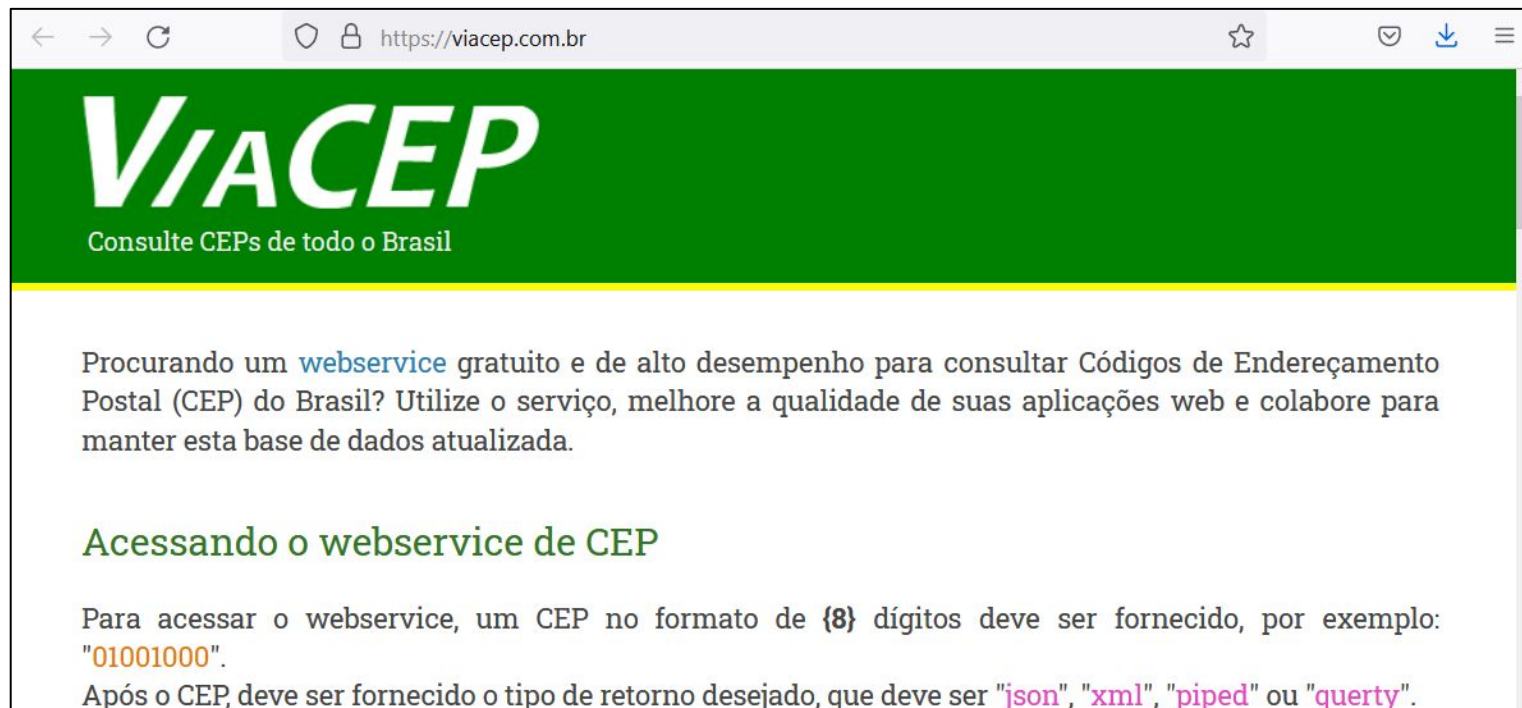 https://viacep.com.br
VIACEP
Consulte CEPs de todo o Brasil
Procurando um webservice gratuito e de alto desempenho para consultar Códigos de Endereçamento
Postal (CEP) do Brasil? Utilize o serviço, melhore a qualidade de suas aplicações web e colabore para
manter esta base de dados atualizada.
Acessando o webservice de CEP
Para acessar o webservice, um CEP no formato de {8} dígitos deve ser fornecido, por exemplo:
"01001000".
Após o CEP, deve ser fornecido o tipo de retorno desejado, que deve ser "json", "xml", "piped" ou "querty".